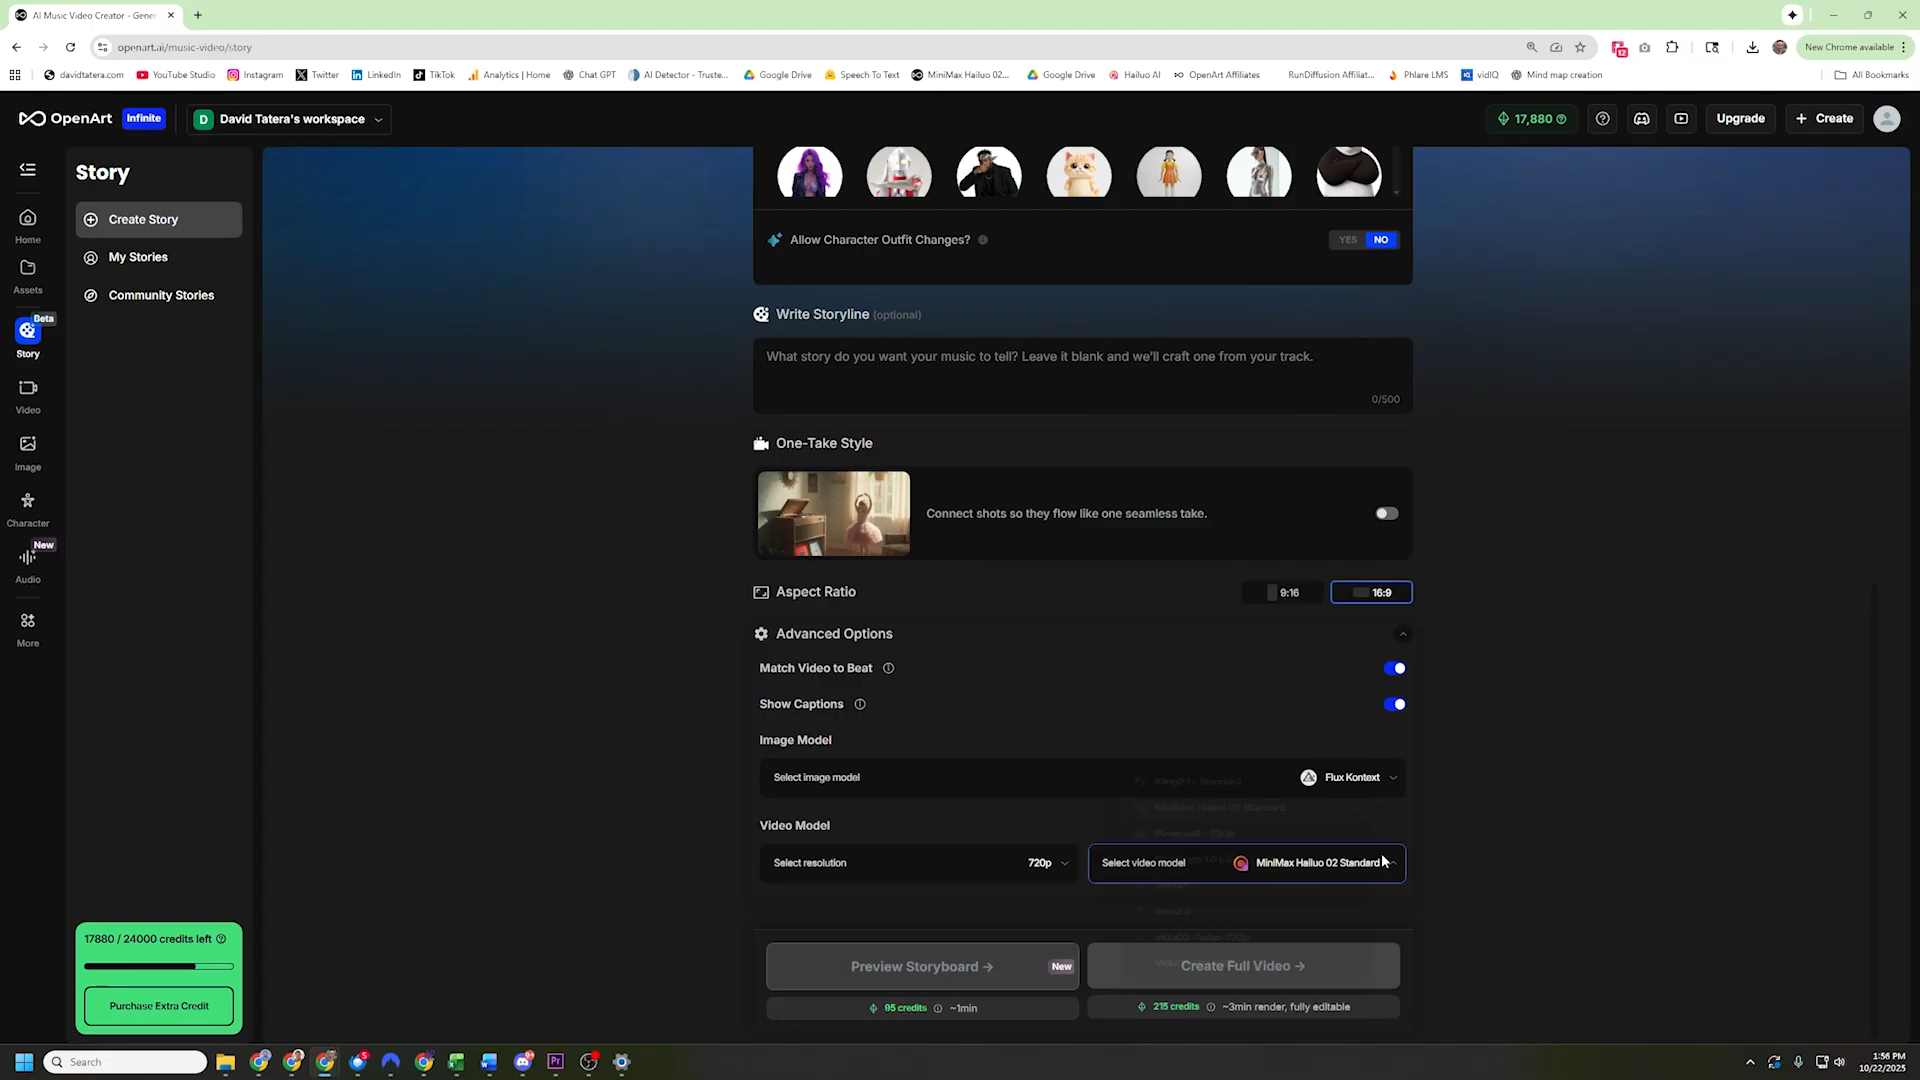 AI Music Video Creator - Gener
openart.ai/music-video/story
New Chrome available
davidtatera.com
YouTube Studio
Instagram
Twitter
LinkedIn
TikTok
Analytics | Home
Chat GPT
AI Detector - Truste...
Google Drive
Speech To Text
MiniMax Hailuo 02...
Google Drive
Hailuo AI
OpenArt Affiliates
RunDiffusion Affiliat...
Phlare LMS
vidIQ
Mind map creation
All Bookmarks
OpenArt
Infinite
D
David Tatera's workspace
17,880
Upgrade
+ Create
Story
Create Story
My Stories
Community Stories
Home
Assets
Beta
Story
Video
Image
Character
New
Audio
More
Allow Character Outfit Changes?
YES
NO
Write Storyline (optional)
What story do you want your music to tell? Leave it blank and we'll craft one from your track.
0/500
One-Take Style
Connect shots so they flow like one seamless take.
Aspect Ratio
9:16
16:9
Advanced Options
Match Video to Beat
Show Captions
Image Model
Select image model
Flux Kontext
Video Model
Select resolution
720p
Select video model
MiniMax Hailuo 02 Standard
Preview Storyboard →
New
Create Full Video →
95 credits
~1min
215 credits
~3min render, fully editable
17880 / 24000 credits left
Purchase Extra Credit
Search
1:56 PM
10/22/2025